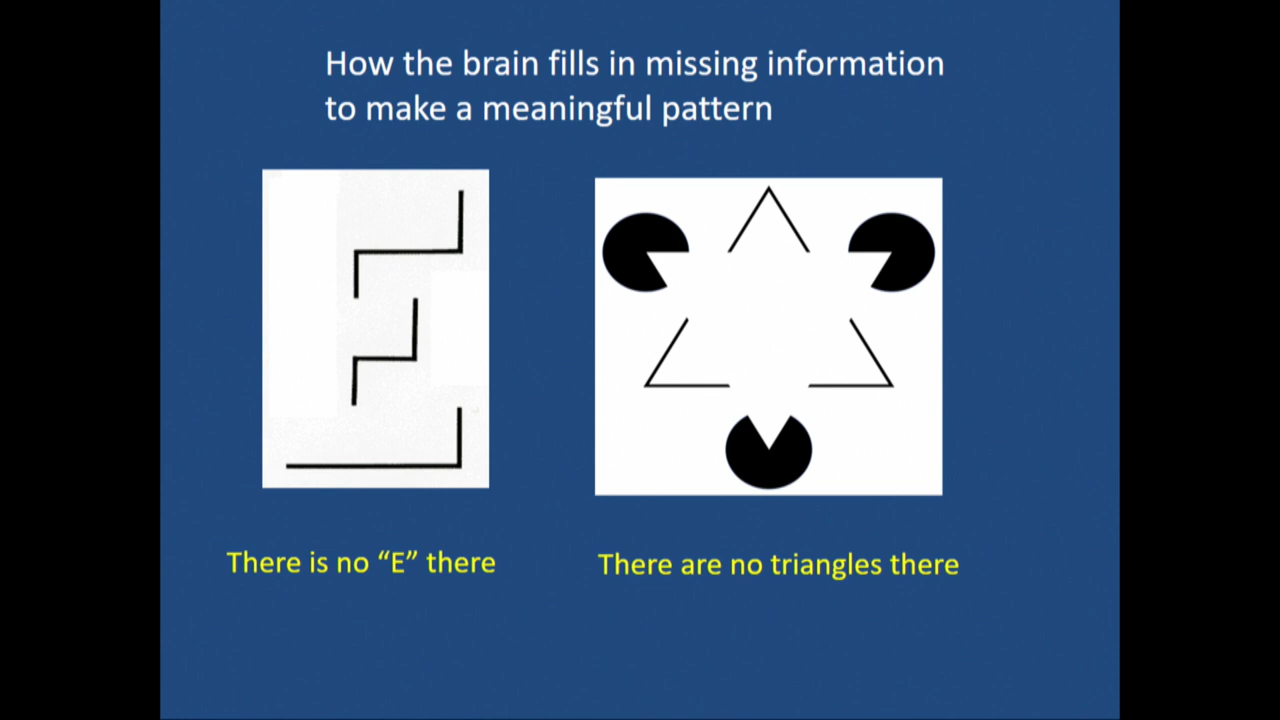 How the brain fills in missing information
to make a meaningful pattern
There is no “E” there
There are no triangles there